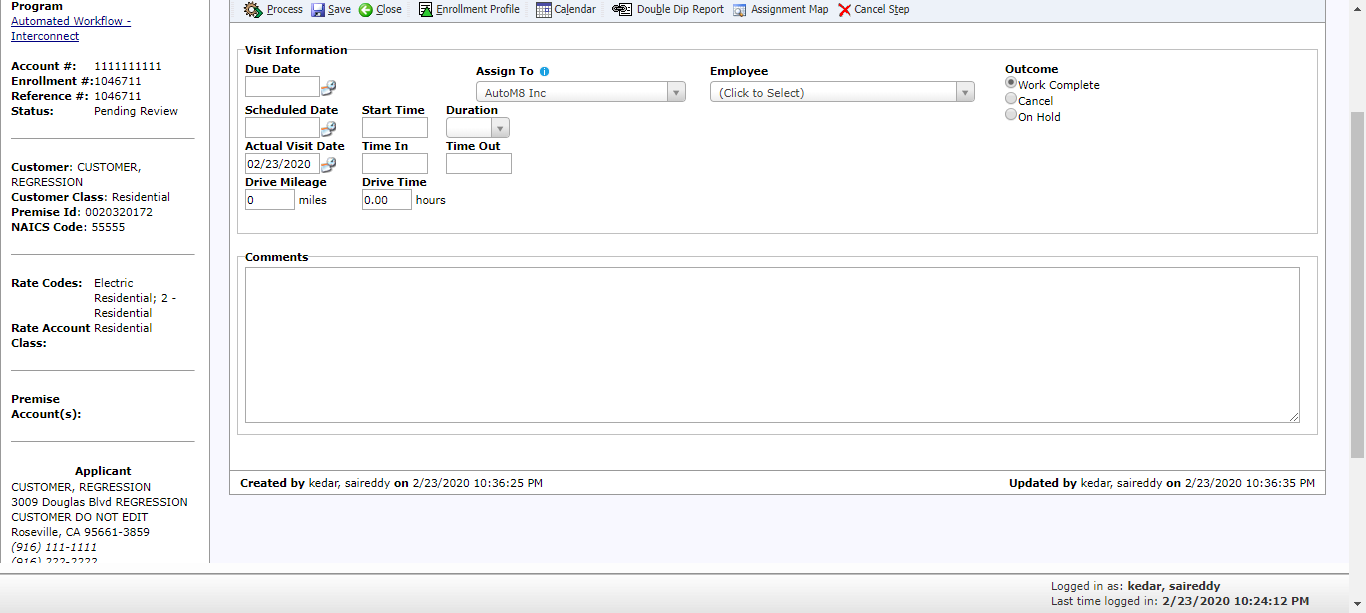 Program
Automated Workflow -
Interconnect
Account #: 1111111111
Enrollment #:1046711
Reference #: 1046711
Status: Pending Review
Customer: CUSTOMER,
REGRESSION
Customer Class: Residential
Premise Id: 0020320172
NAICS Code: 55555
Rate Codes: Electric
Residential; 2 -
Residential
Rate Account Residential
Class:
Premise
Account(s):
Applicant
CUSTOMER, REGRESSION
3009 Douglas Blvd REGRESSION
CUSTOMER DO NOT EDIT
Roseville, CA 95661-3859
(916) 111-1111
(916) 222-2222
Process Save Close Enrollment Profile Calendar Double Dip Report Assignment Map Cancel Step
Visit Information
Due Date Assign To Employee Outcome
AutoM8 Inc (Click to Select) Work Complete
Cancel
On Hold
Scheduled Date Start Time Duration
Actual Visit Date Time In Time Out
02/23/2020
Drive Mileage Drive Time
0 miles 0.00 hours
Comments
Created by kedar, saireddy on 2/23/2020 10:36:25 PM Updated by kedar, saireddy on 2/23/2020 10:36:35 PM
Logged in as: kedar, saireddy
Last time logged in: 2/23/2020 10:24:12 PM